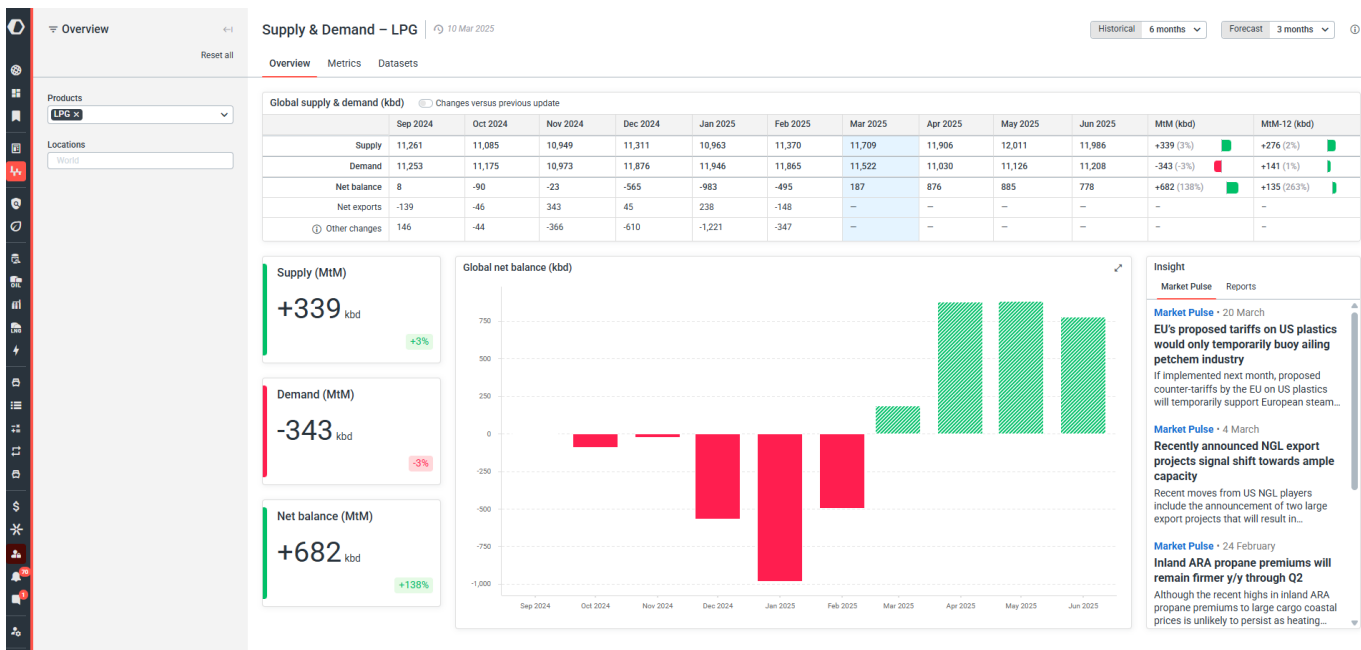 Overview
Reset all
Products
LPG ×
Locations
World
OIL
LNG
70
1
Supply & Demand – LPG
10 Mar 2025
Historical 6 months
Forecast 3 months
Overview Metrics Datasets
Global supply & demand (kbd) Changes versus previous update
Sep 2024 Oct 2024 Nov 2024 Dec 2024 Jan 2025 Feb 2025 Mar 2025 Apr 2025 May 2025 Jun 2025 MtM (kbd) MtM-12 (kbd)
Supply 11,261 11,085 10,949 11,311 10,963 11,370 11,709 11,906 12,011 11,986 +339 (3%) +276 (2%)
Demand 11,253 11,175 10,973 11,876 11,946 11,865 11,522 11,030 11,126 11,208 -343 (-3%) +141 (1%)
Net balance 8 -90 -23 -565 -983 -495 187 876 885 778 +682 (138%) +135 (263%)
Net exports -139 -46 343 45 238 -148 – – – – – –
Other changes 146 -44 -366 -610 -1,221 -347 – – – – – –
Supply (MtM)
+339 kbd
+3%
Demand (MtM)
-343 kbd
-3%
Net balance (MtM)
+682 kbd
+138%
Global net balance (kbd)
750
500
250
0
-250
-500
-750
-1,000
Sep 2024 Oct 2024 Nov 2024 Dec 2024 Jan 2025 Feb 2025 Mar 2025 Apr 2025 May 2025 Jun 2025
Insight
Market Pulse Reports
Market Pulse • 20 March
EU's proposed tariffs on US plastics
would only temporarily buoy ailing
petchem industry
If implemented next month, proposed
counter-tariffs by the EU on US plastics
will temporarily support European steam...
Market Pulse • 4 March
Recently announced NGL export
projects signal shift towards ample
capacity
Recent moves from US NGL players
include the announcement of two large
export projects that will result in...
Market Pulse • 24 February
Inland ARA propane premiums will
remain firmer y/y through Q2
Although the recent highs in inland ARA
propane premiums to large cargo coastal
prices is unlikely to persist as heating...